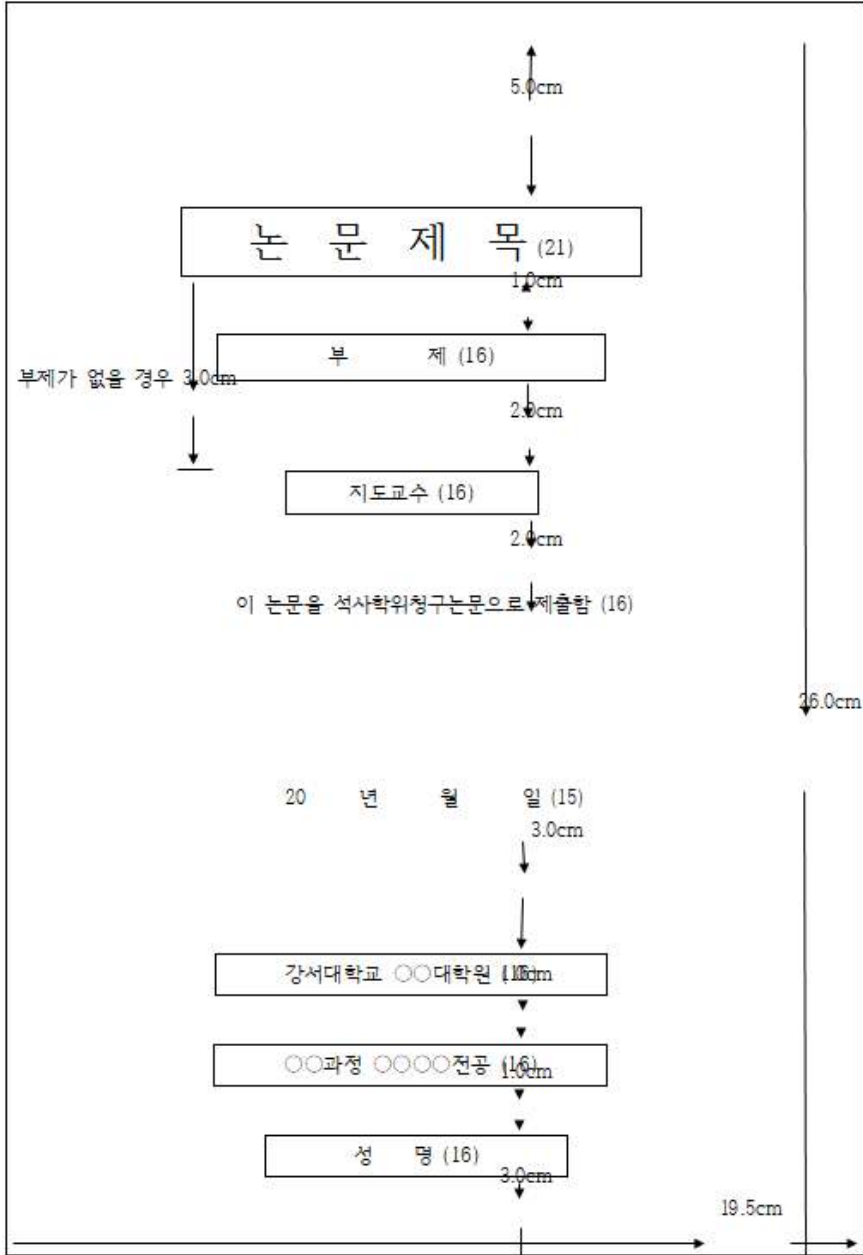 5.0cm
논 문 제 목 (21)
1.0cm
부 제 (16)
부제가 없을 경우 3.0cm
2.0cm
지도교수 (16)
2.0cm
이 논문을 석사학위청구논문으로 제출함 (16)
26.0cm
20 년 월 일 (15)
3.0cm
강서대학교 ○○대학원 (16) 1.0cm
○○과정 ○○○○전공 (16)
1.0cm
성 명 (16)
3.0cm
19.5cm